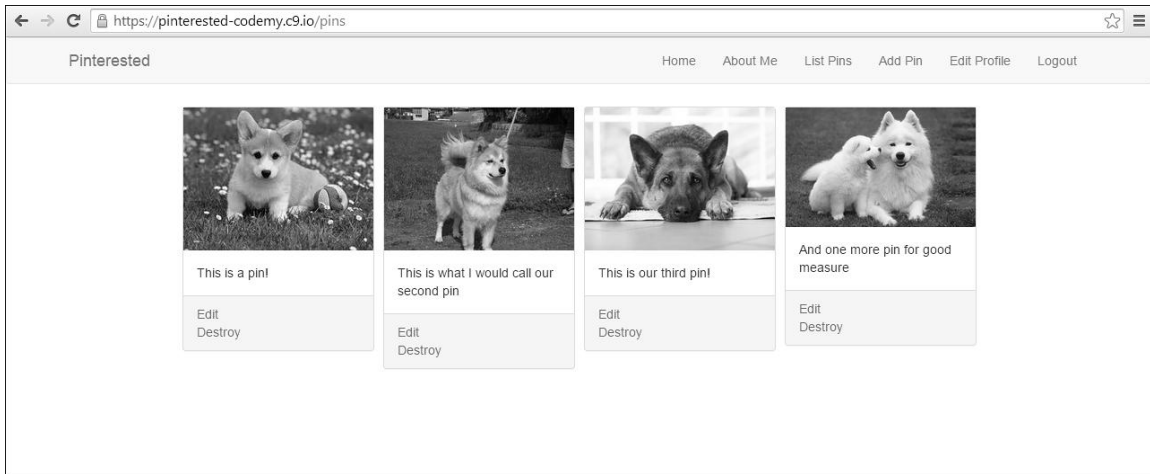 https://pinterested-codemy.c9.io/pins
Pinterested
Home About Me List Pins Add Pin Edit Profile Logout
This is a pin!
Edit
Destroy
This is what I would call our
second pin
Edit
Destroy
This is our third pin!
Edit
Destroy
And one more pin for good
measure
Edit
Destroy